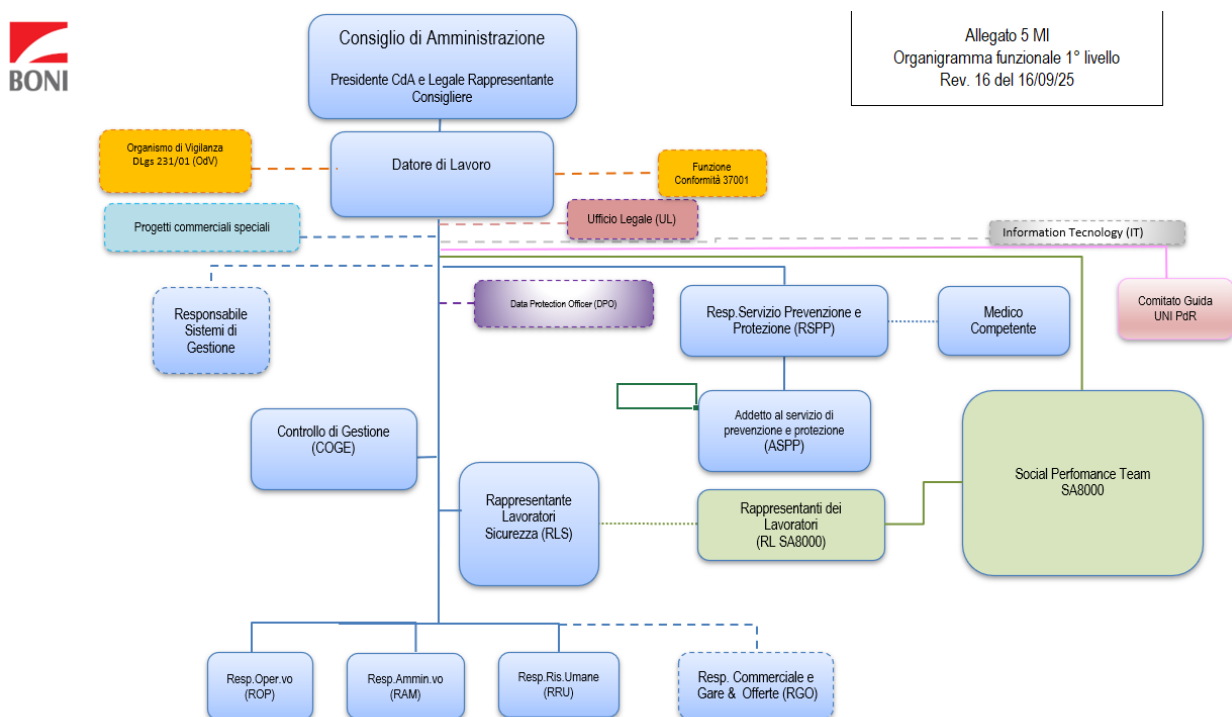 BONI
Consiglio di Amministrazione
Presidente CdA e Legale Rappresentante
Consigliere
Allegato 5 MI
Organigramma funzionale 1° livello
Rev. 16 del 16/09/25
Organismo di Vigilanza
DLgs 231/01 (OdV)
Datore di Lavoro
Funzione
Conformità 37001
Progetti commerciali speciali
Ufficio Legale (UL)
Information Tecnology (IT)
Responsabile
Sistemi di
Gestione
Data Protection Officer (DPO)
Resp.Servizio Prevenzione e
Protezione (RSPP)
Medico
Competente
Comitato Guida
UNI PdR
Addetto al servizio di
prevenzione e protezione
(ASPP)
Controllo di Gestione
(COGE)
Rappresentante
Lavoratori
Sicurezza (RLS)
Rappresentanti dei
Lavoratori
(RL SA8000)
Social Perfomance Team
SA8000
Resp.Oper.vo
(ROP)
Resp.Ammin.vo
(RAM)
Resp.Ris.Umane
(RRU)
Resp. Commerciale e
Gare & Offerte (RGO)